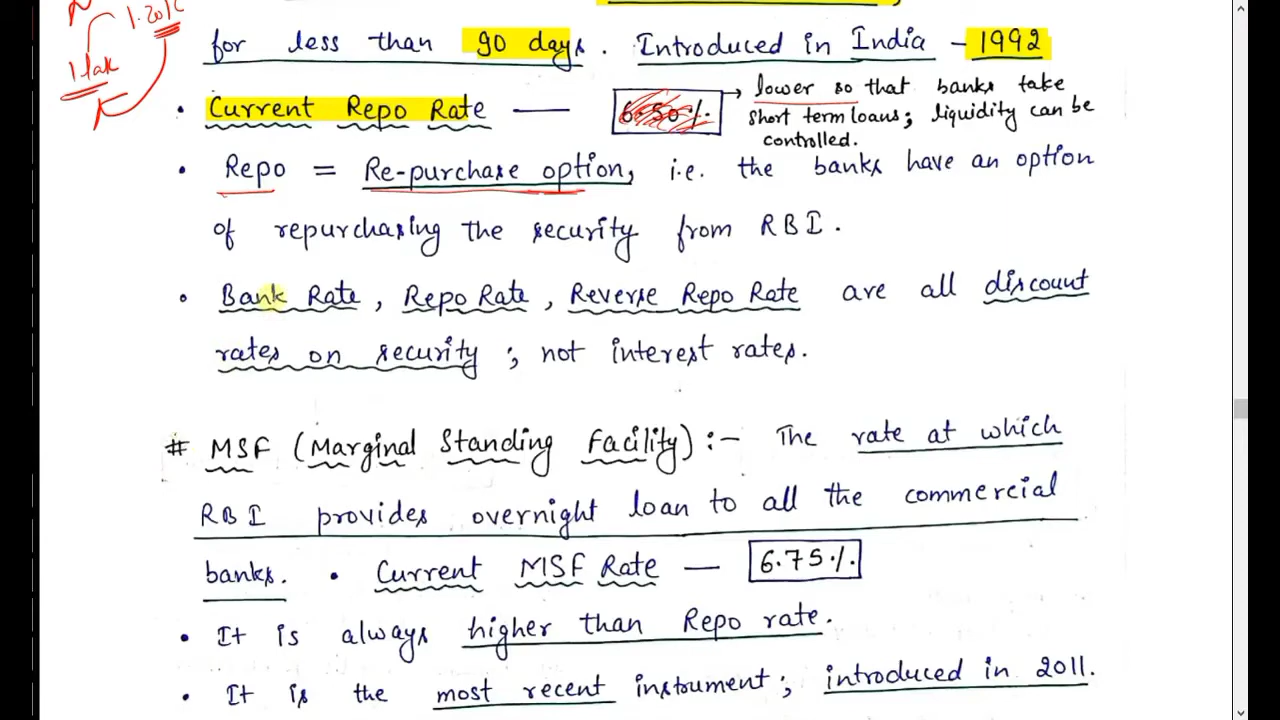 1.20 lac
1 lak
for less than 90 days. Introduced in India - 1992
• Current Repo Rate — 6.50% → lower so that banks take
short term loans; liquidity can be
controlled.
• Repo = Re-purchase option, i.e. the banks have an option
of repurchasing the security from RBI.
• Bank Rate, Repo Rate, Reverse Repo Rate are all discount
rates on security; not interest rates.
# MSF (Marginal Standing Facility) :- The rate at which
RBI provides overnight loan to all the commercial
banks. • Current MSF Rate — 6.75%.
• It is always higher than Repo rate.
• It is the most recent instrument; introduced in 2011.